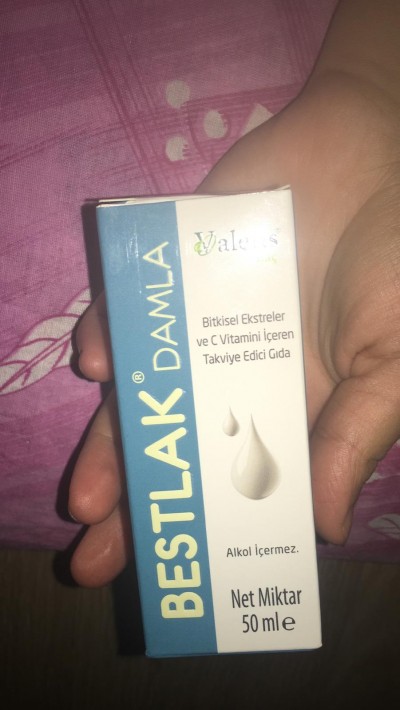 Valens
Bitkisel Ekstreler
ve C Vitamini İçeren
Takviye Edici Gıda
BESTLAK® DAMLA
Alkol İçermez.
Net Miktar
50 ml e